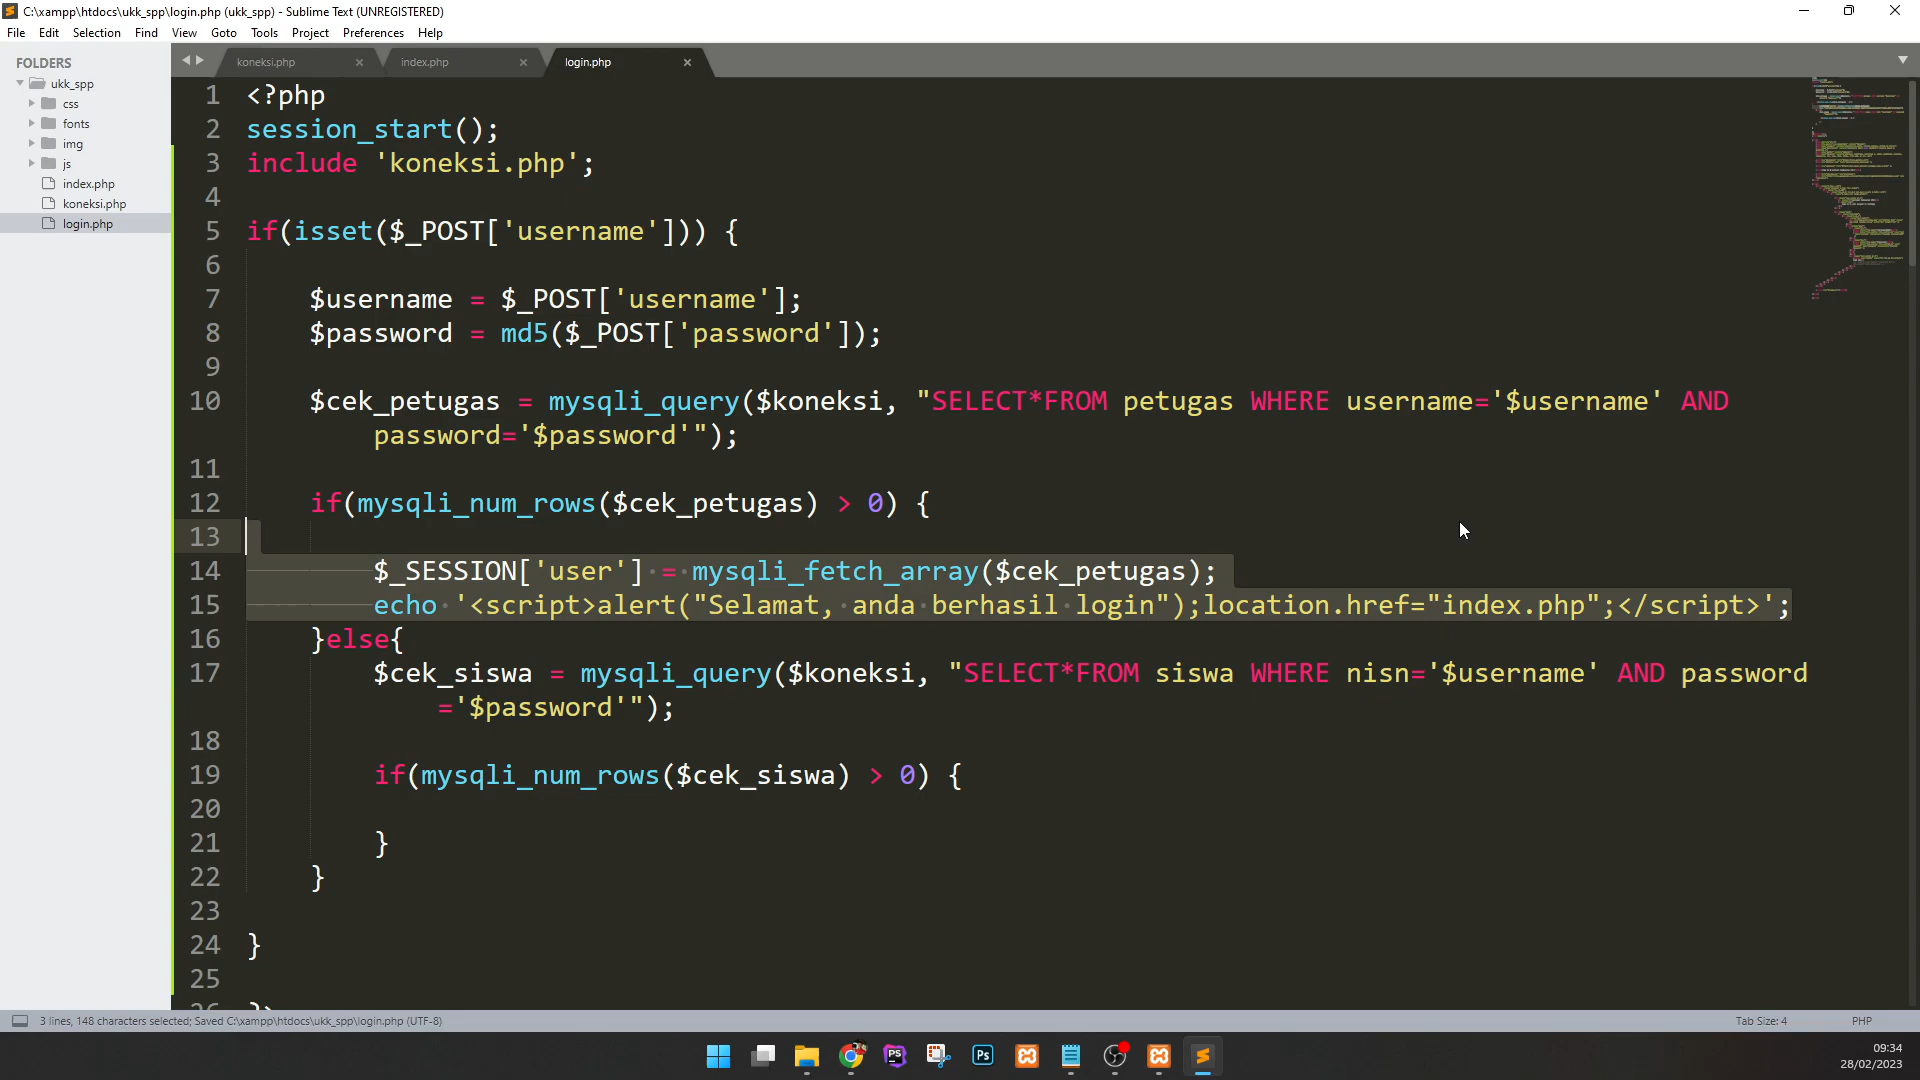 C:\xampp\htdocs\ukk_spp\login.php (ukk_spp) - Sublime Text (UNREGISTERED)
File Edit Selection Find View Goto Tools Project Preferences Help
FOLDERS
ukk_spp
css
fonts
img
js
index.php
koneksi.php
login.php
koneksi.php index.php login.php
1 <?php
2 session_start();
3 include 'koneksi.php';
4
5 if(isset($_POST['username'])) {
6
7 $username = $_POST['username'];
8 $password = md5($_POST['password']);
9
10 $cek_petugas = mysqli_query($koneksi, "SELECT*FROM petugas WHERE username='$username' AND
password='$password'");
11
12 if(mysqli_num_rows($cek_petugas) > 0) {
13
14 $_SESSION['user'] = mysqli_fetch_array($cek_petugas);
15 echo '<script>alert("Selamat, anda berhasil login");location.href="index.php";</script>';
16 }else{
17 $cek_siswa = mysqli_query($koneksi, "SELECT*FROM siswa WHERE nisn='$username' AND password
='$password'");
18
19 if(mysqli_num_rows($cek_siswa) > 0) {
20
21 }
22 }
23
24 }
25
3 lines, 148 characters selected; Saved C:\xampp\htdocs\ukk_spp\login.php (UTF-8)
Tab Size: 4
PHP
PS
Ps
09:34
28/02/2023